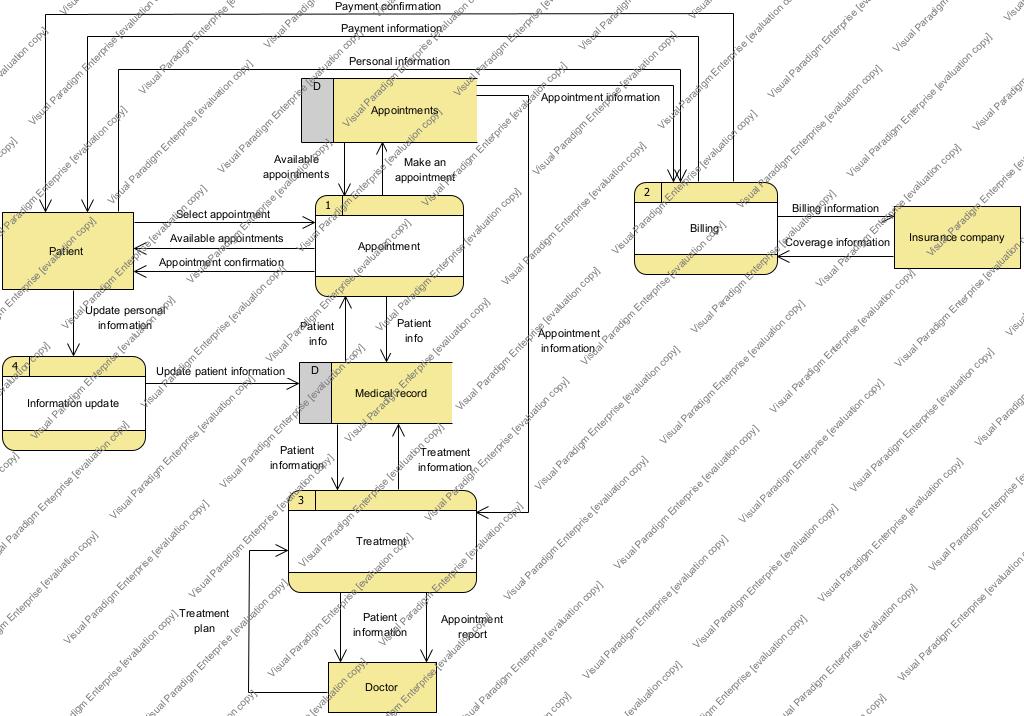 Payment confirmation
Payment information
Personal information
D
Appointments
Appointment information
Available
appointments
Make an
appointment
1
Appointment
2
Billing
Billing information
Coverage information
Insurance company
Patient
Select appointment
Available appointments
Appointment confirmation
Update personal
information
Patient
info
Patient
info
Appointment
information
4
Information update
Update patient information
D
Medical record
Patient
information
Treatment
information
3
Treatment
Treatment
plan
Patient
information
Appointment
report
Doctor
Visual Paradigm Enterprise [evaluation copy]